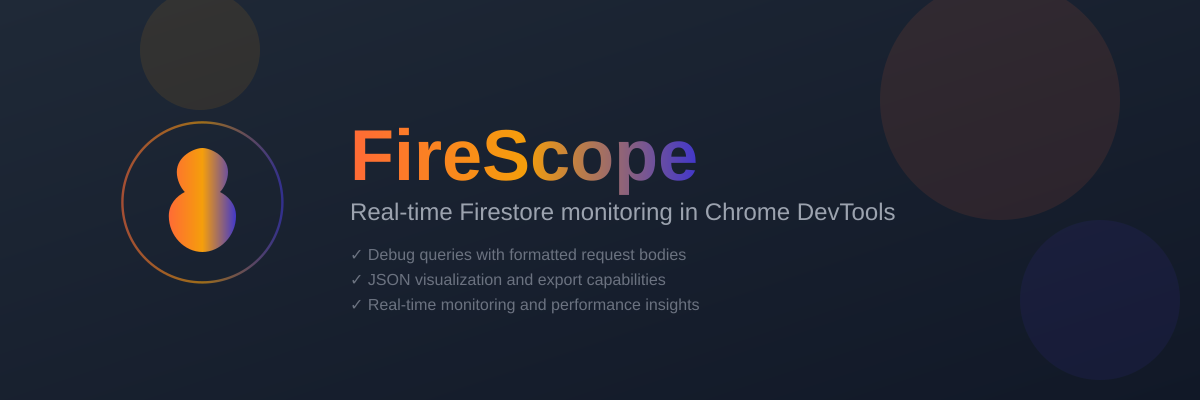 FireScope
Real-time Firestore monitoring in Chrome DevTools
✓ Debug queries with formatted request bodies
✓ JSON visualization and export capabilities
✓ Real-time monitoring and performance insights